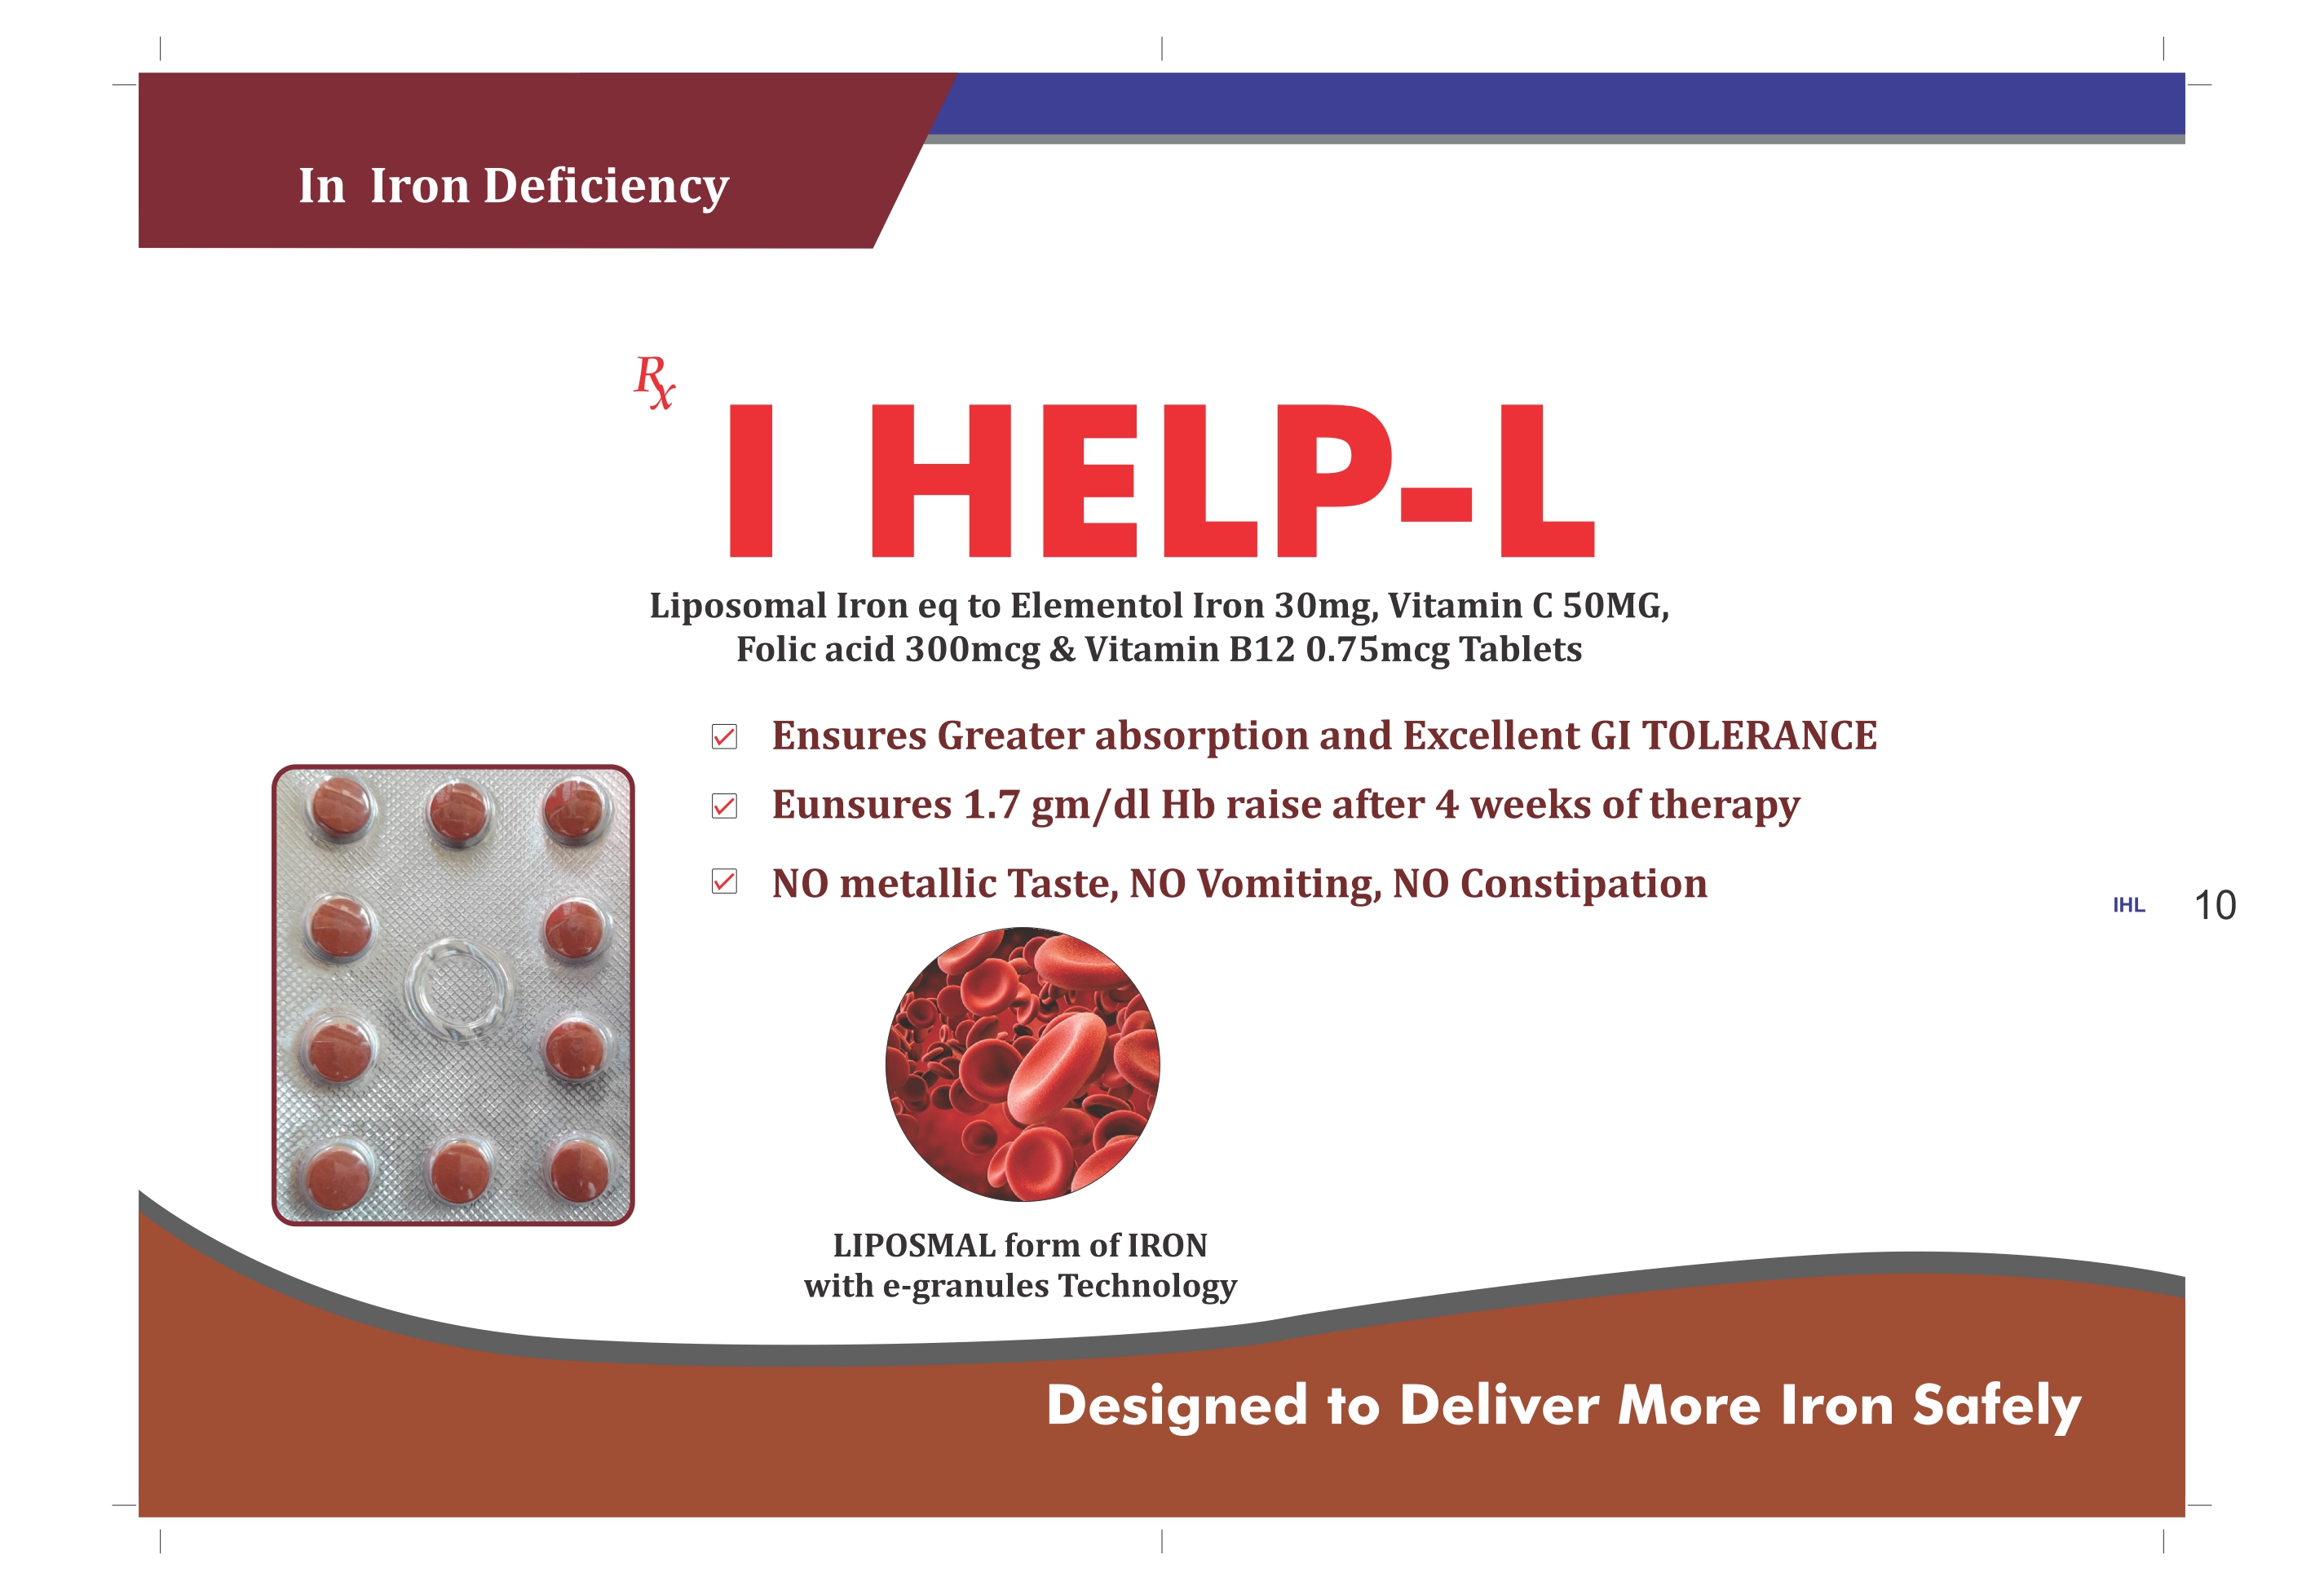 In Iron Deficiency
Rx
I HELP-L
Liposomal Iron eq to Elementol Iron 30mg, Vitamin C 50MG,
Folic acid 300mcg & Vitamin B12 0.75mcg Tablets
Ensures Greater absorption and Excellent GI TOLERANCE
Eunsures 1.7 gm/dl Hb raise after 4 weeks of therapy
NO metallic Taste, NO Vomiting, NO Constipation
IHL 10
LIPOSMAL form of IRON
with e-granules Technology
Designed to Deliver More Iron Safely